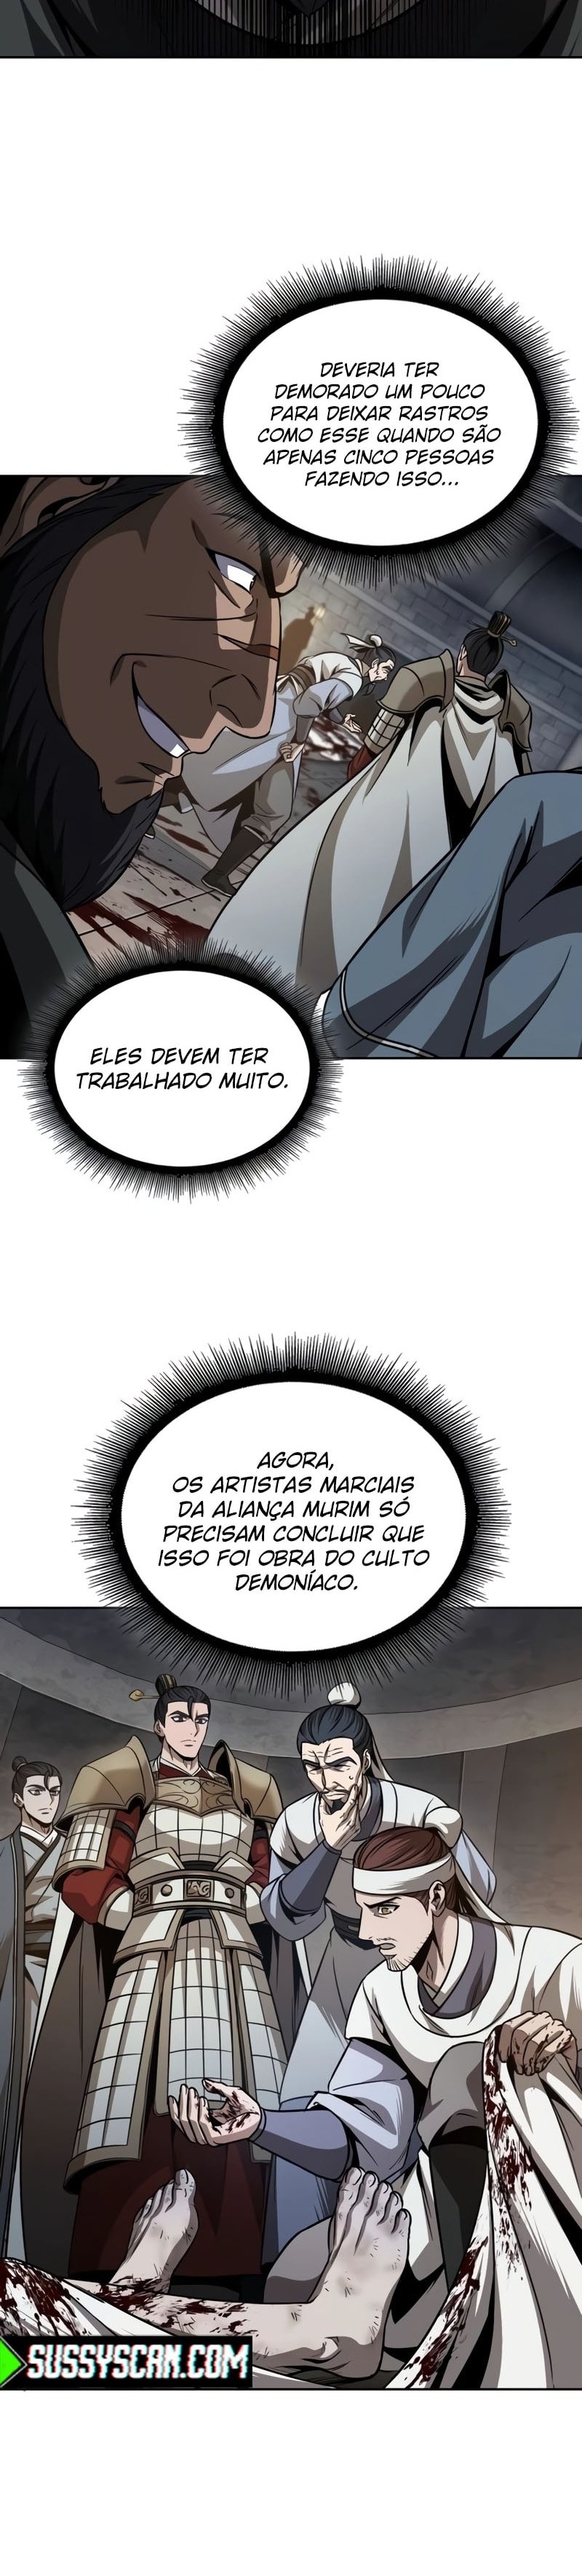 DEVERIA TER
DEMORADO UM POUCO
PARA DEIXAR RASTROS
COMO ESSE QUANDO SÃO
APENAS CINCO PESSOAS
FAZENDO ISSO...
ELES DEVEM TER
TRABALHADO MUITO.
AGORA,
OS ARTISTAS MARCIAIS
DA ALIANÇA MURIM SÓ
PRECISAM CONCLUIR QUE
ISSO FOI OBRA DO CULTO
DEMONÍACO.
SUSSYSCAN.COM